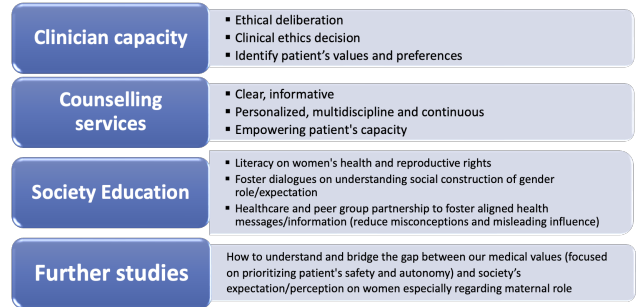 Clinician capacity
▪ Ethical deliberation
▪ Clinical ethics decision
▪ Identify patient's values and preferences
Counselling
services
▪ Clear, informative
▪ Personalized, multidiscipline and continuous
▪ Empowering patient's capacity
Society Education
▪ Literacy on women's health and reproductive rights
▪ Foster dialogues on understanding social construction of gender
role/expectation
▪ Healthcare and peer group partnership to foster aligned health
messages/information (reduce misconceptions and misleading influence)
Further studies
How to understand and bridge the gap between our medical values (focused
on prioritizing patient's safety and autonomy) and society's
expectation/perception on women especially regarding maternal role